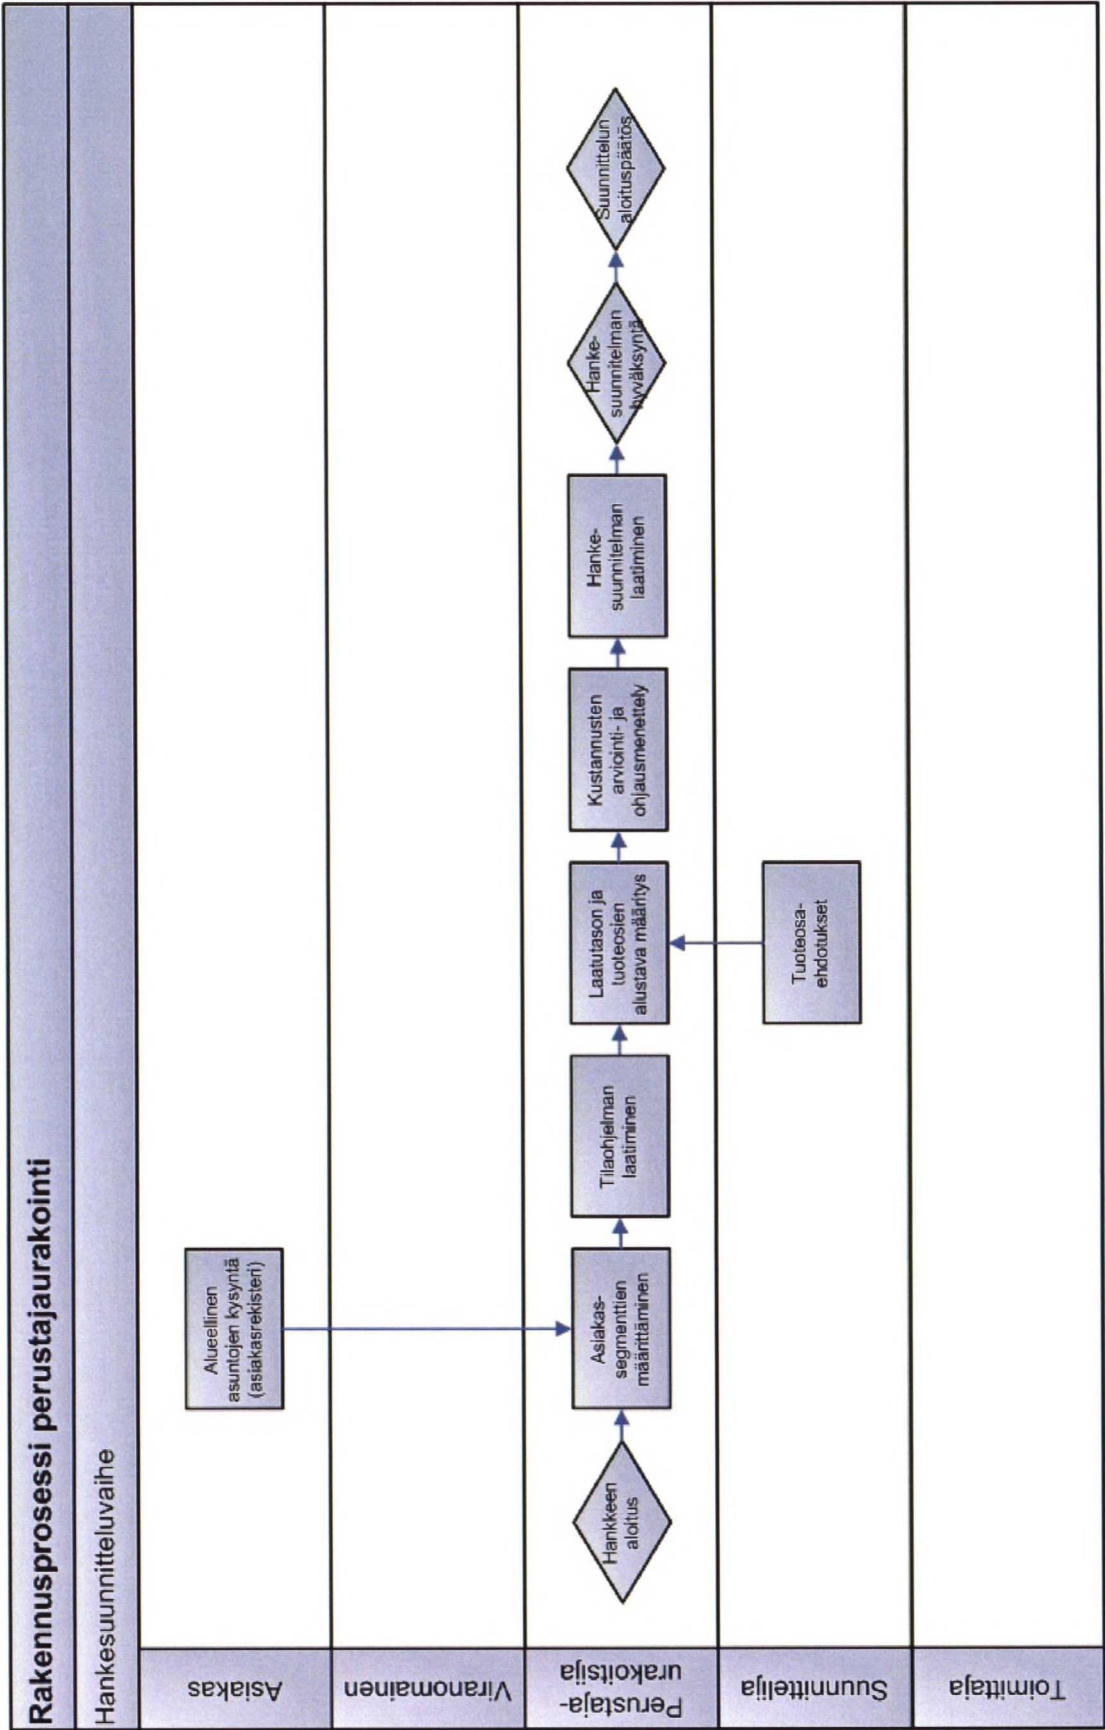 Rakennusprosessi perustajaurakointi
Hankesuunnitteluvaihe
Asiakas
Alueellinen
asuntojen kysyntä
(asiakasrekisteri)
Viranomainen
Perustaja-
urakoitsija
Hankkeen
aloitus
Asiakas-
segmenttien
määrittäminen
Tilaohjelman
laatiminen
Laatutason ja
tuoteosien
alustava määritys
Kustannusten
arviointi- ja
ohjausmenettely
Hanke-
suunnitelman
laatiminen
Hanke-
suunnitelman
hyväksyntä
Suunnittelun
aloituspäätös
Suunnittelija
Tuoteosa-
ehdotukset
Toimittaja